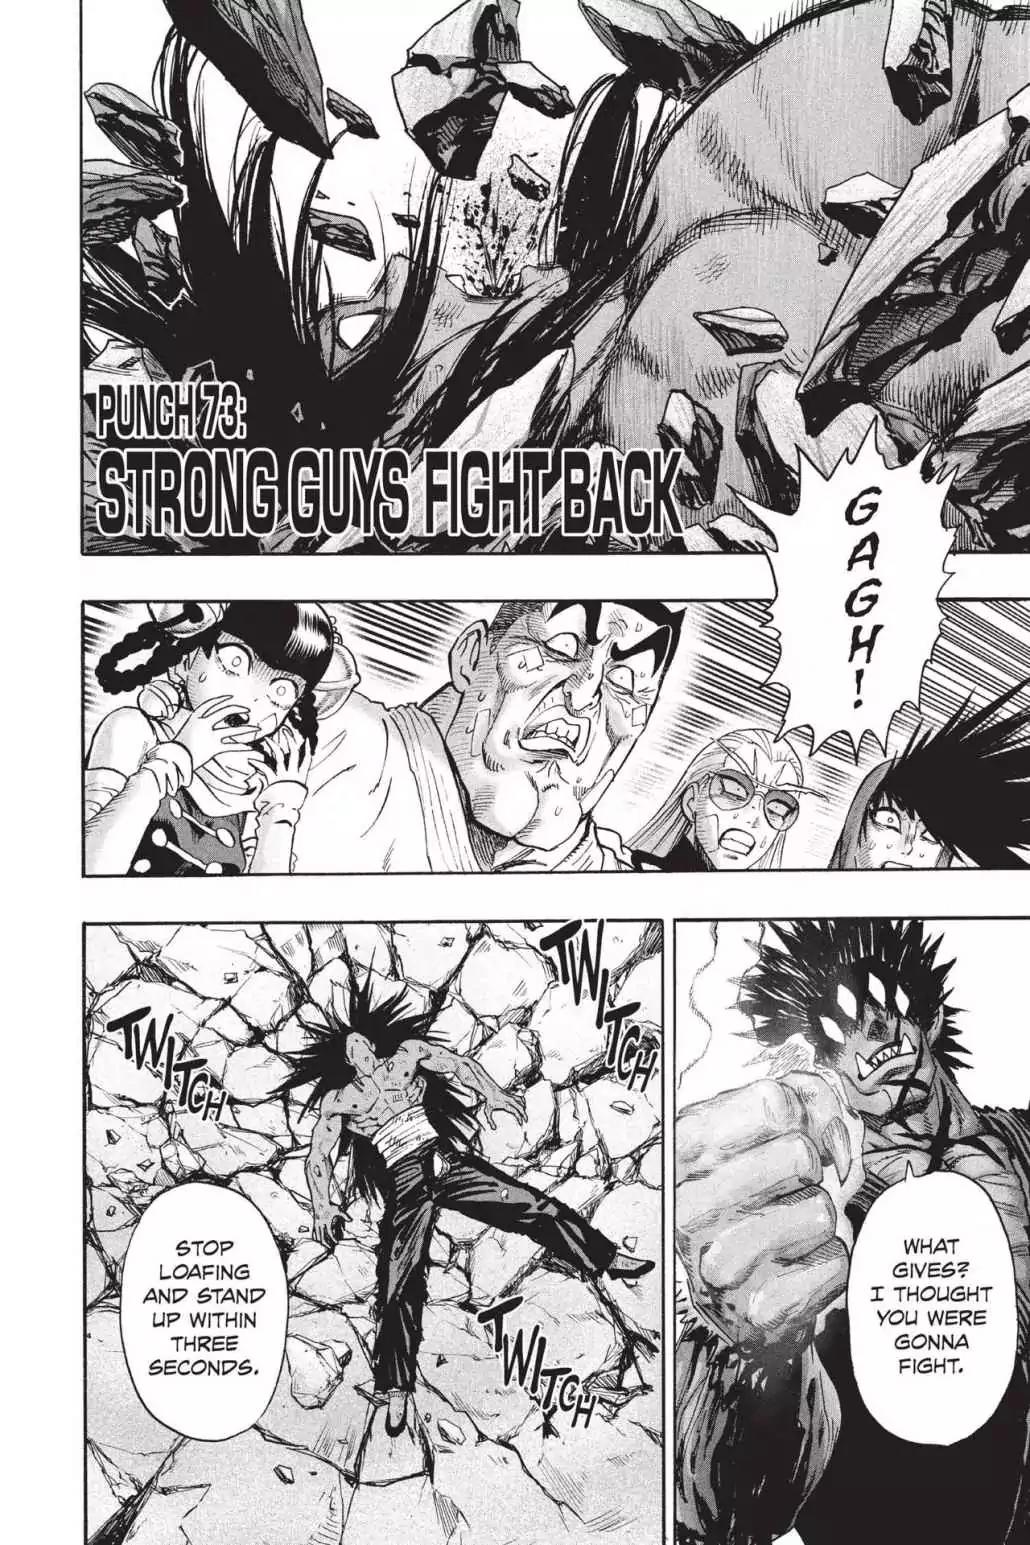 PUNCH 73:
STRONG GUYS FIGHT BACK
GAGH!
WHAT
GIVES?
I THOUGHT
YOU WERE
GONNA
FIGHT.
TWITCH
TWITCH
TWITCH
STOP
LOAFING
AND STAND
UP WITHIN
THREE
SECONDS.